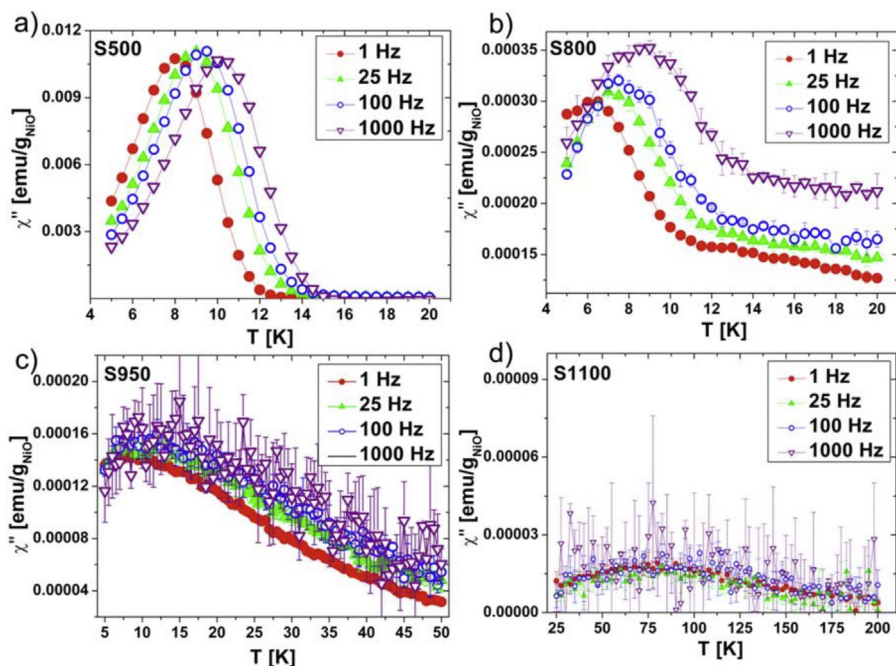 a)
S500
1 Hz
25 Hz
100 Hz
1000 Hz
χ" [emu/g_NiO]
0.012
0.009
0.006
0.003
4 6 8 10 12 14 16 18 20
T [K]
b)
S800
1 Hz
25 Hz
100 Hz
1000 Hz
χ" [emu/g_NiO]
0.00035
0.00030
0.00025
0.00020
0.00015
4 6 8 10 12 14 16 18 20
T [K]
c)
S950
1 Hz
25 Hz
100 Hz
1000 Hz
χ" [emu/g_NiO]
0.00020
0.00016
0.00012
0.00008
0.00004
5 10 15 20 25 30 35 40 45 50
T [K]
d)
S1100
1 Hz
25 Hz
100 Hz
1000 Hz
χ" [emu/g_NiO]
0.00009
0.00006
0.00003
0.00000
25 50 75 100 125 150 175 200
T [K]